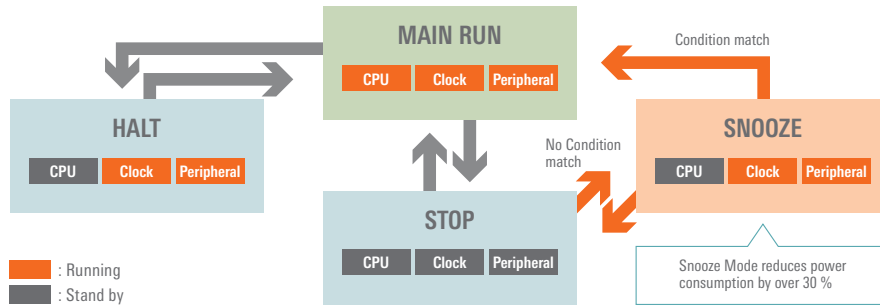 MAIN RUN
CPU Clock Peripheral
Condition match
HALT
CPU Clock Peripheral
SNOOZE
CPU Clock Peripheral
No Condition
match
STOP
CPU Clock Peripheral
Snooze Mode reduces power
consumption by over 30 %
: Running
: Stand by